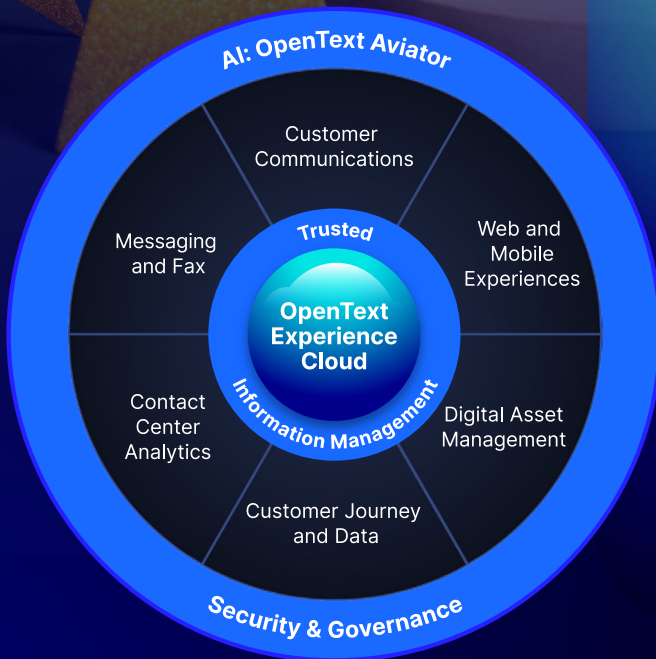 AI: OpenText Aviator
Customer
Communications
Web and
Mobile
Experiences
Digital Asset
Management
Customer Journey
and Data
Contact
Center
Analytics
Messaging
and Fax
Trusted
OpenText
Experience
Cloud
Information Management
Security & Governance